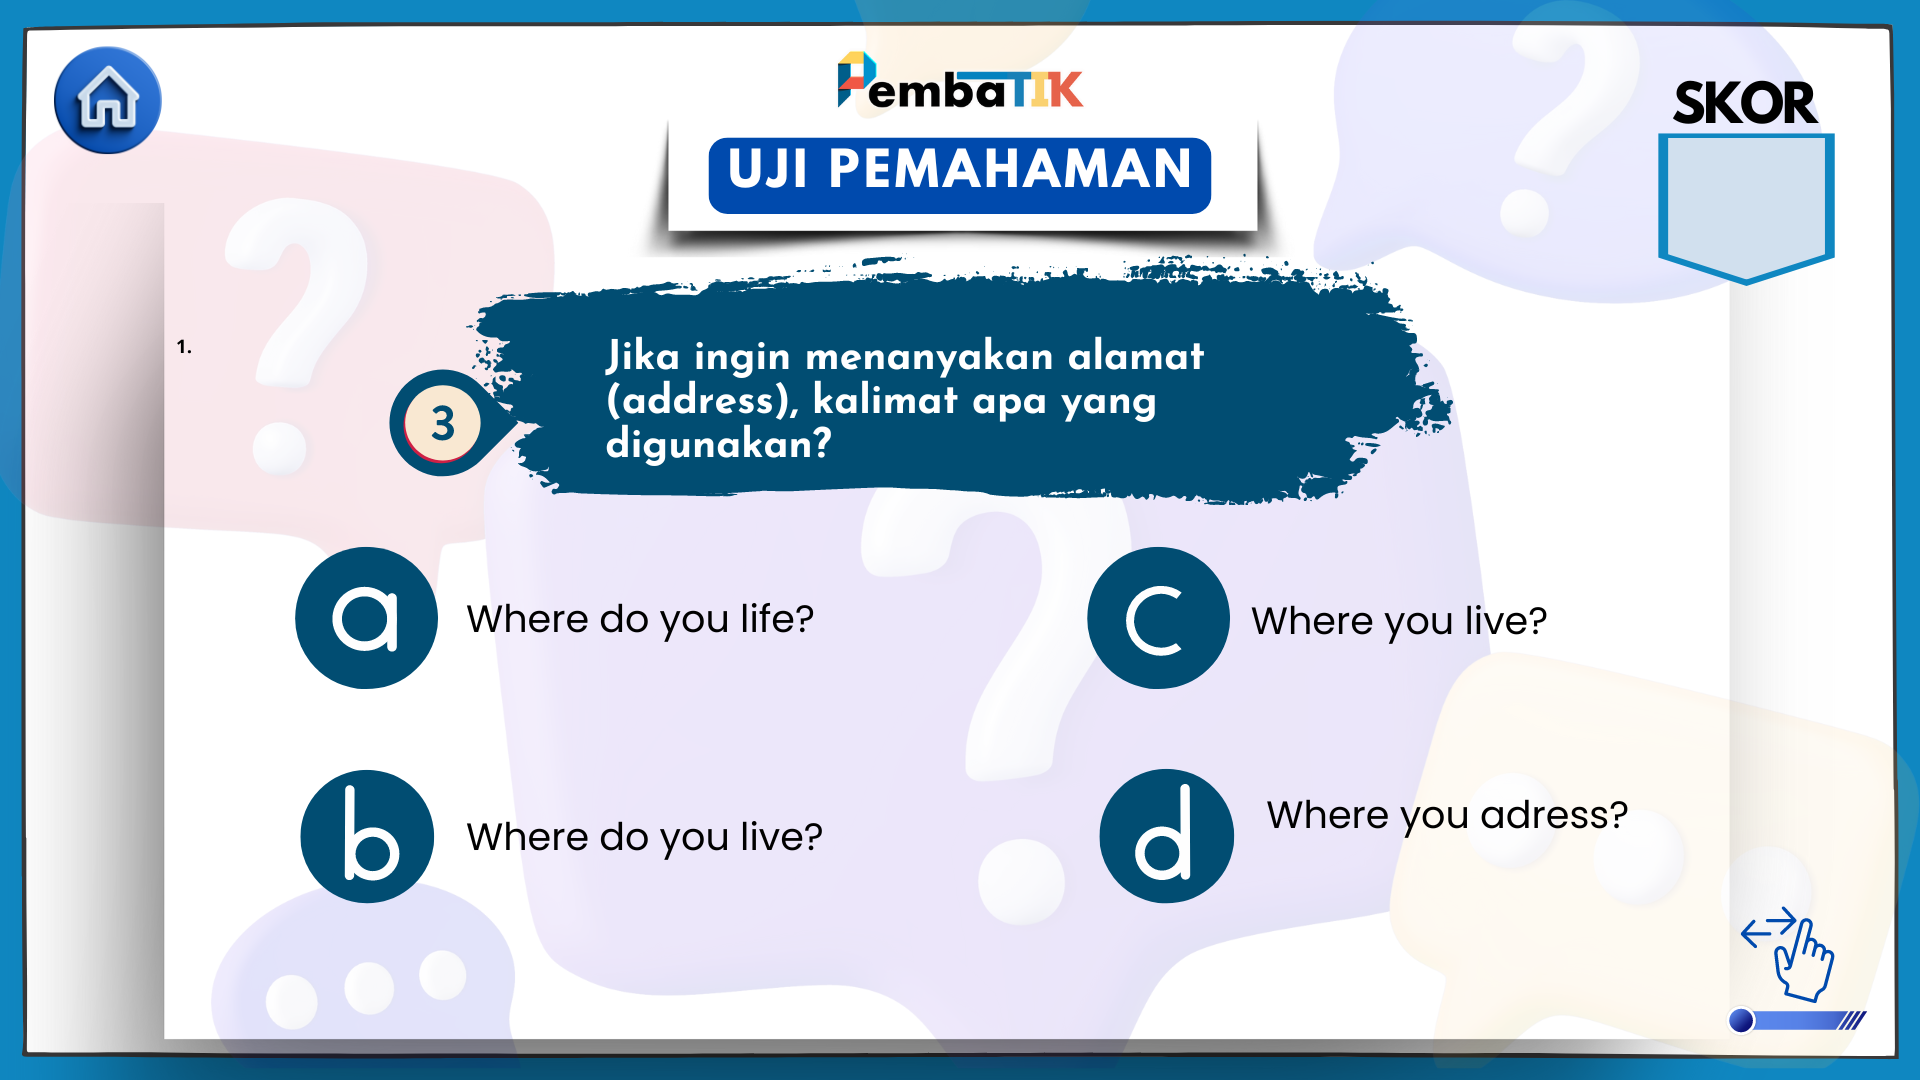 PembaTIK
SKOR
UJI PEMAHAMAN
1.
3
Jika ingin menanyakan alamat
(address), kalimat apa yang
digunakan?
a
Where do you life?
c
Where you live?
b
Where do you live?
d
Where you adress?